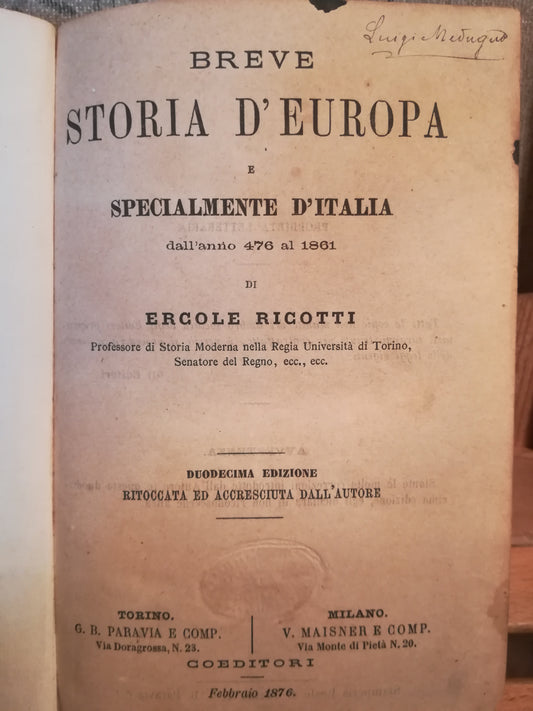 Luigi
BREVE
STORIA D'EUROPA
E
SPECIALMENTE D'ITALIA
dall'anno 476 al 1861
DI
ERCOLE RICOTTI
Professore di Storia Moderna nella Regia Università di Torino,
Senatore del Regno, ecc., ecc.
DUODECIMA EDIZIONE
RITOCCATA ED ACCRESCIUTA DALL'AUTORE
TORINO.
G. B. PARAVIA E COMP.
Via Doragrossa, N. 23.
MILANO.
V. MAISNER E COMP.
Via Monte di Pietà N. 20.
COEDITORI
Febbraio 1876.